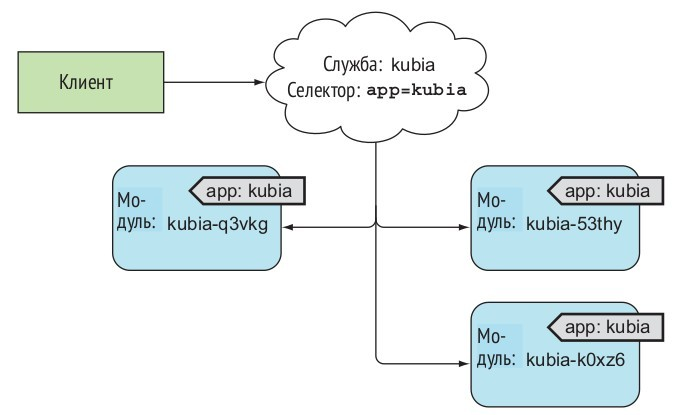 Клиент
Служба: kubia
Селектор: app=kubia
app: kubia
Мо-
дуль: kubia-q3vkg
app: kubia
Мо-
дуль: kubia-53thy
app: kubia
Мо-
дуль: kubia-k0xz6